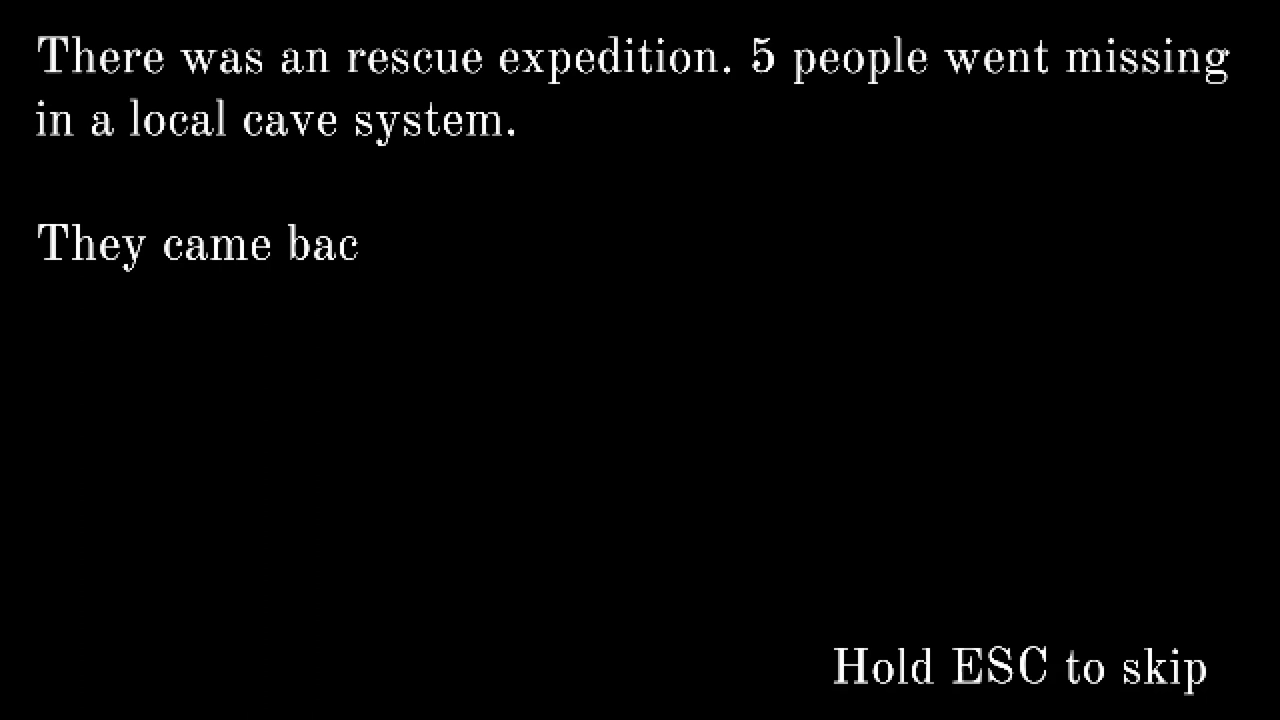 There was an rescue expedition. 5 people went missing
in a local cave system.
They came bac
Hold ESC to skip